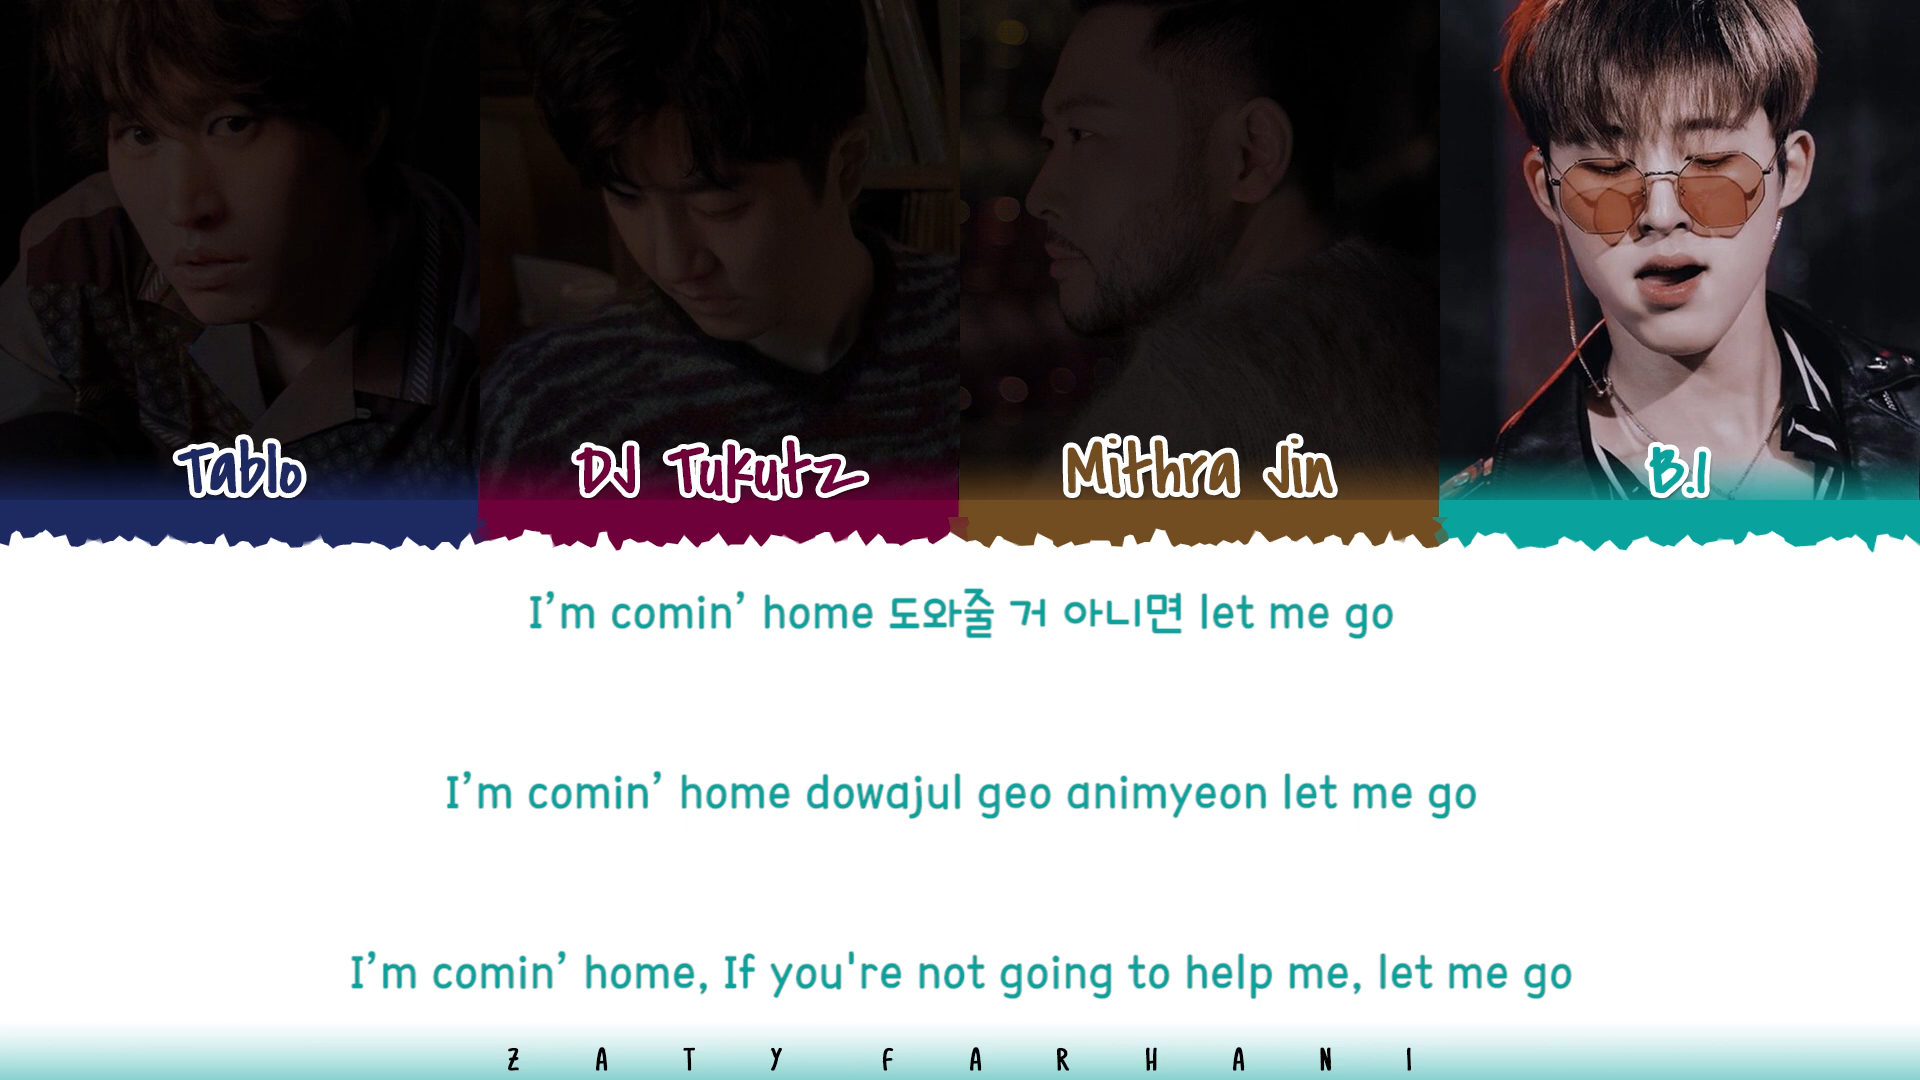 Tablo
DJ Tukutz
Mithra Jin
B.I
I’m comin’ home 도와줄 거 아니면 let me go
I’m comin’ home dowajul geo animyeon let me go
I’m comin’ home, If you're not going to help me, let me go
ZATY FARHANI